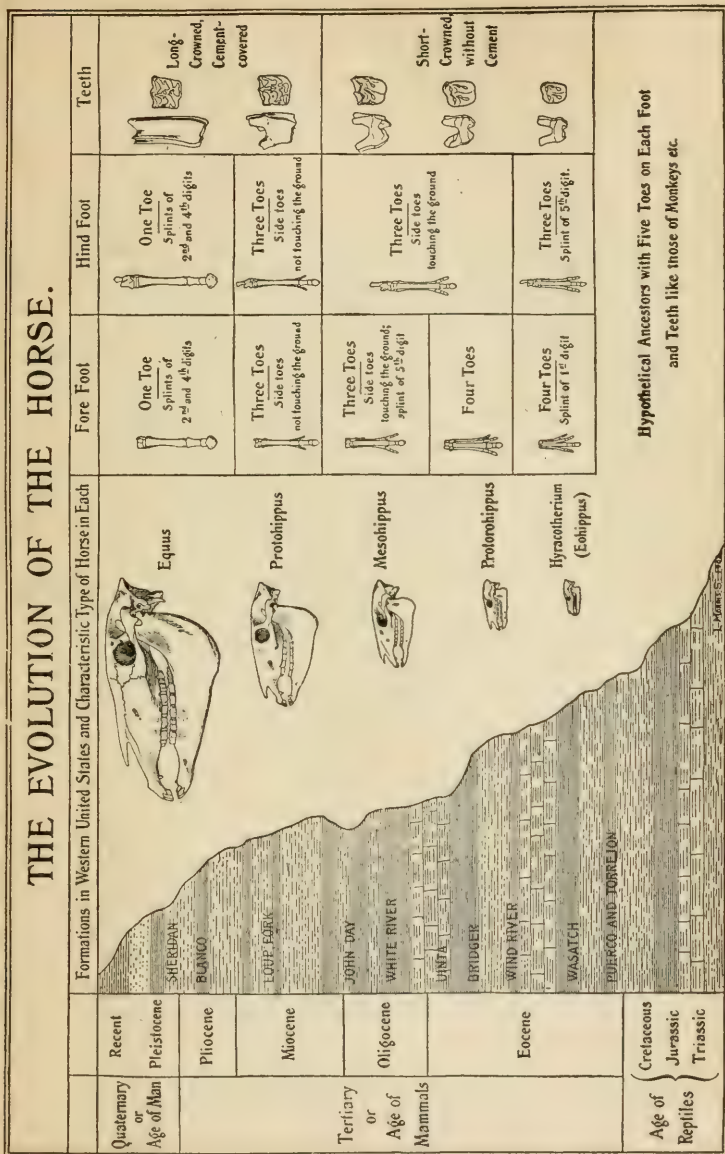 THE EVOLUTION OF THE HORSE.
Formations in Western United States and Characteristic Type of Horse in Each
Fore Foot
Hind Foot
Teeth
Quaternary
or
Age of Man
Recent
Pleistocene
SHERIDAN
Equus
One Toe
Splints of
2nd and 4th digits
One Toe
Splints of
2nd and 4th digits
Long-
Crowned,
Cement-
covered
Tertiary
or
Age of
Mammals
Pliocene
BLANCO
Miocene
LOUP FORK
Protohippus
Three Toes
Side toes
not touching the ground
Three Toes
Side toes
not touching the ground
JOHN DAY
Oligocene
WHITE RIVER
Mesohippus
Three Toes
Side toes
touching the ground;
splint of 5th digit
Three Toes
Side toes
touching the ground
Short-
Crowned,
without
Cement
Eocene
UINTA
BRIDGER
WIND RIVER
Protorohippus
Four Toes
WASATCH
Hyracotherium
(Eohippus)
Four Toes
Splint of 1st digit
Three Toes
Splint of 5th digit.
PUERCO AND TORREJON
Age of
Reptiles
Cretaceous
Jurassic
Triassic
Hypothetical Ancestors with Five Toes on Each Foot
and Teeth like those of Monkeys etc.